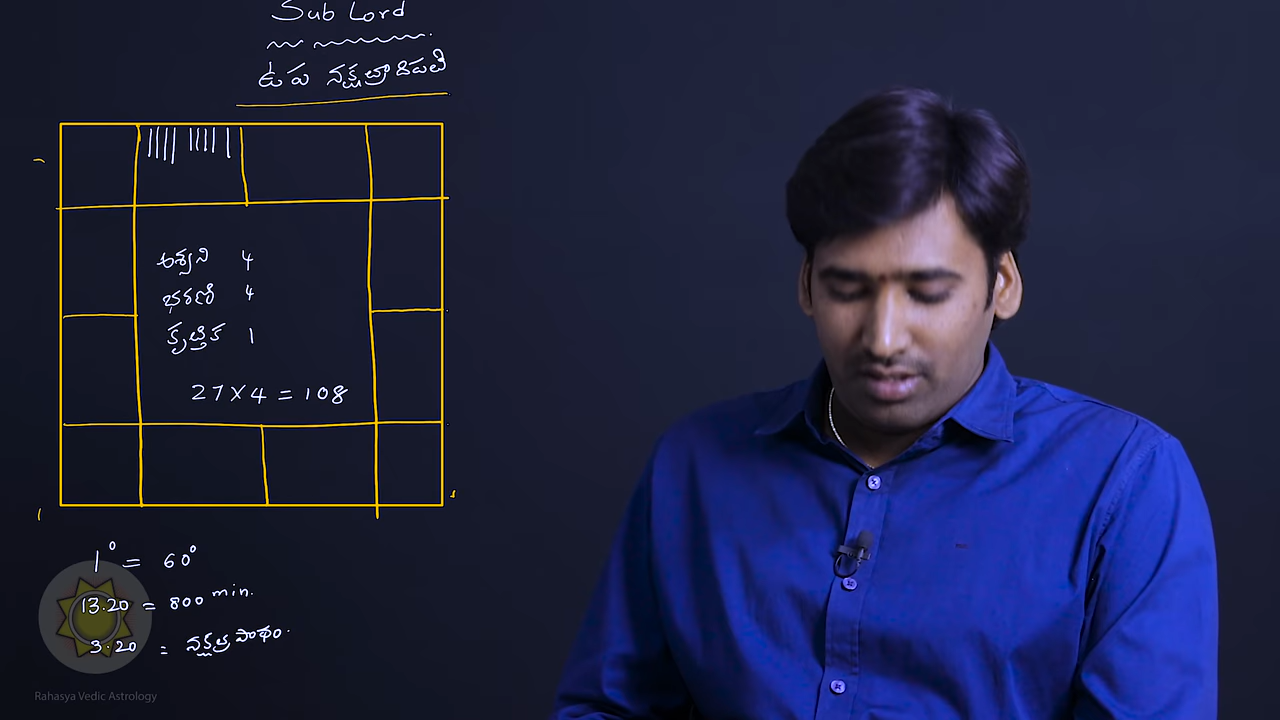 Sub Lord
ఉప నక్షత్రాధిపతి
అశ్వని 4
భరణి 4
కృత్తిక 1
27 X 4 = 108
1° = 60°
13.20 = 800 min.
3.20 = నక్షత్ర పాదం.
Rahasya Vedic Astrology